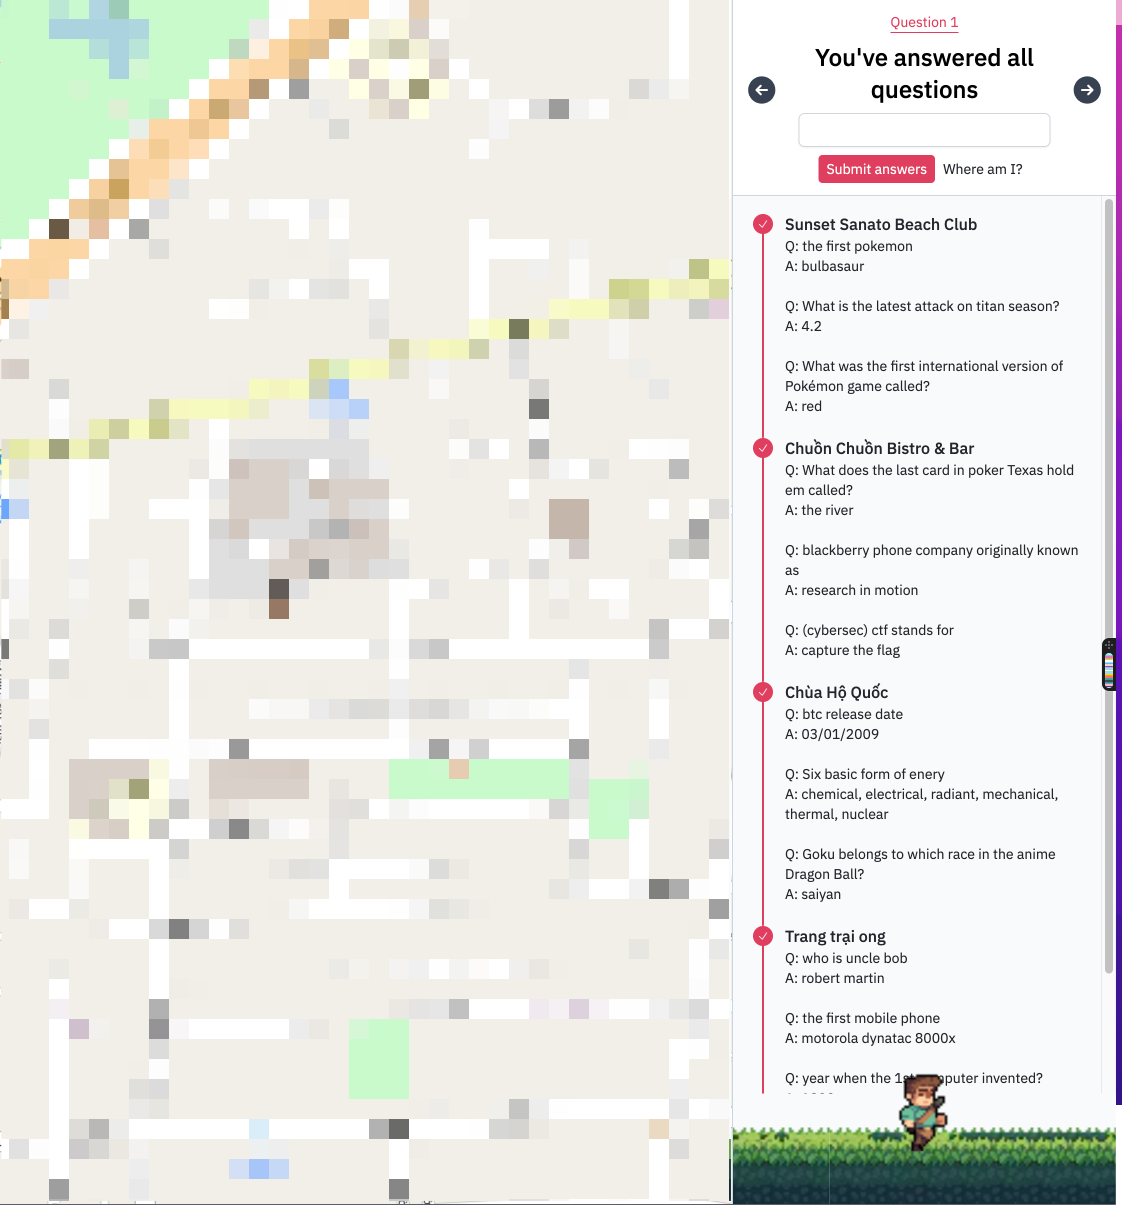 Question 1
You've answered all
questions
Submit answers
Where am I?
Sunset Sanato Beach Club
Q: the first pokemon
A: bulbasaur
Q: What is the latest attack on titan season?
A: 4.2
Q: What was the first international version of
Pokémon game called?
A: red
Chuồn Chuồn Bistro & Bar
Q: What does the last card in poker Texas hold
em called?
A: the river
Q: blackberry phone company originally known
as
A: research in motion
Q: (cybersec) ctf stands for
A: capture the flag
Chùa Hộ Quốc
Q: btc release date
A: 03/01/2009
Q: Six basic form of enery
A: chemical, electrical, radiant, mechanical,
thermal, nuclear
Q: Goku belongs to which race in the anime
Dragon Ball?
A: saiyan
Trang trại ong
Q: who is uncle bob
A: robert martin
Q: the first mobile phone
A: motorola dynatac 8000x
Q: year when the invented?